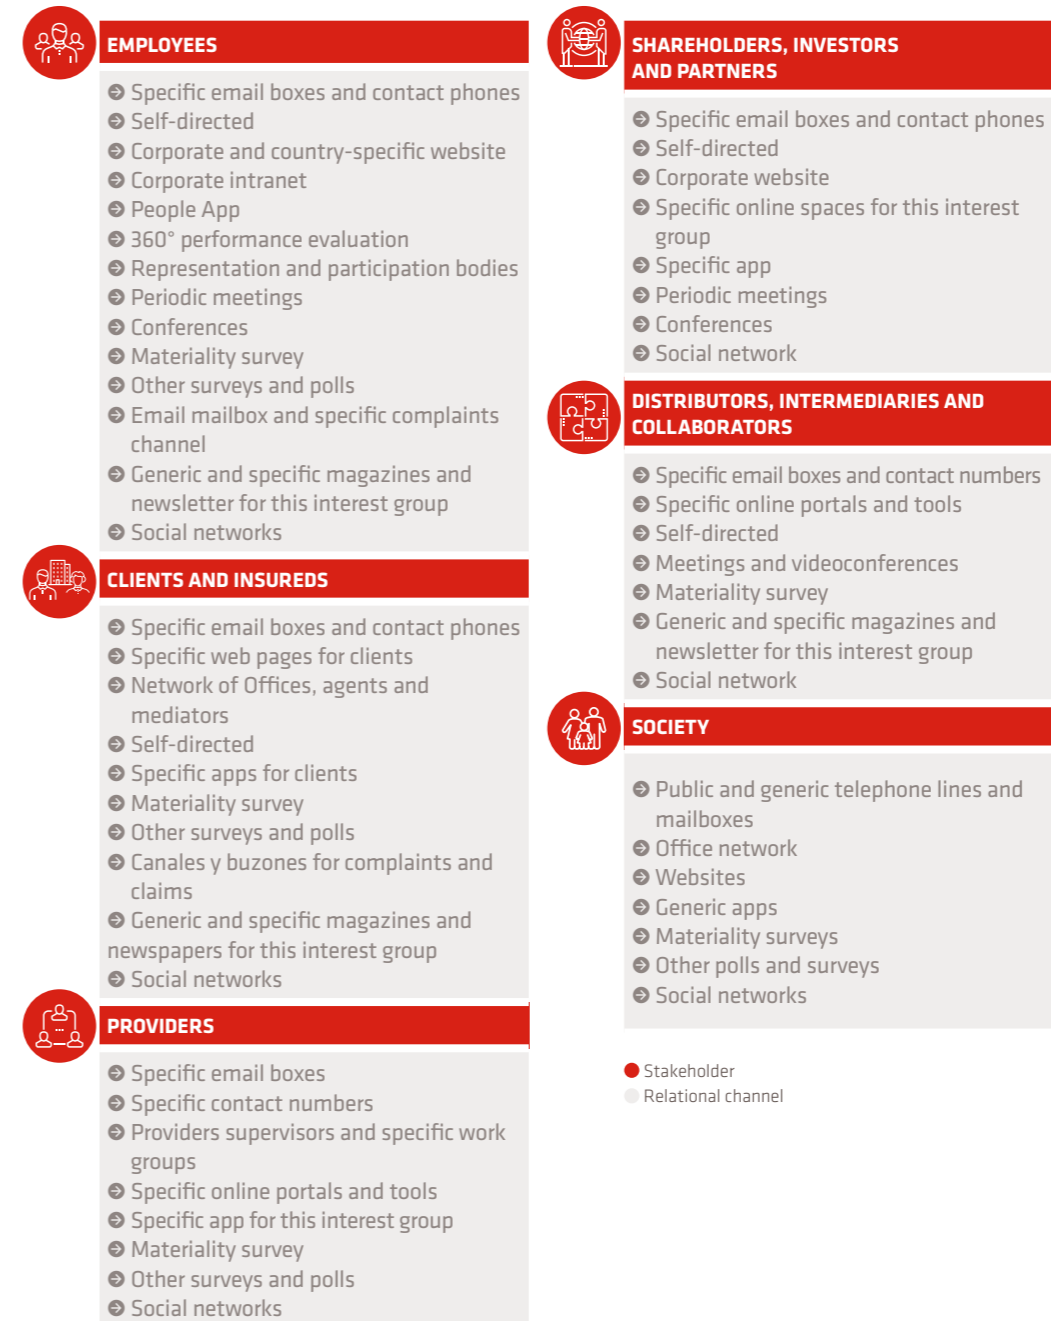 EMPLOYEES
Specific email boxes and contact phones
Self-directed
Corporate and country-specific website
Corporate intranet
People App
360° performance evaluation
Representation and participation bodies
Periodic meetings
Conferences
Materiality survey
Other surveys and polls
Email mailbox and specific complaints
channel
Generic and specific magazines and
newsletter for this interest group
Social networks
CLIENTS AND INSUREDS
Specific email boxes and contact phones
Specific web pages for clients
Network of Offices, agents and
mediators
Self-directed
Specific apps for clients
Materiality survey
Other surveys and polls
Canales y buzones for complaints and
claims
Generic and specific magazines and
newspapers for this interest group
Social networks
PROVIDERS
Specific email boxes
Specific contact numbers
Providers supervisors and specific work
groups
Specific online portals and tools
Specific app for this interest group
Materiality survey
Other surveys and polls
Social networks
SHAREHOLDERS, INVESTORS
AND PARTNERS
Specific email boxes and contact phones
Self-directed
Corporate website
Specific online spaces for this interest
group
Specific app
Periodic meetings
Conferences
Social network
DISTRIBUTORS, INTERMEDIARIES AND
COLLABORATORS
Specific email boxes and contact numbers
Specific online portals and tools
Self-directed
Meetings and videoconferences
Materiality survey
Generic and specific magazines and
newsletter for this interest group
Social network
SOCIETY
Public and generic telephone lines and
mailboxes
Office network
Websites
Generic apps
Materiality surveys
Other polls and surveys
Social networks
Stakeholder
Relational channel